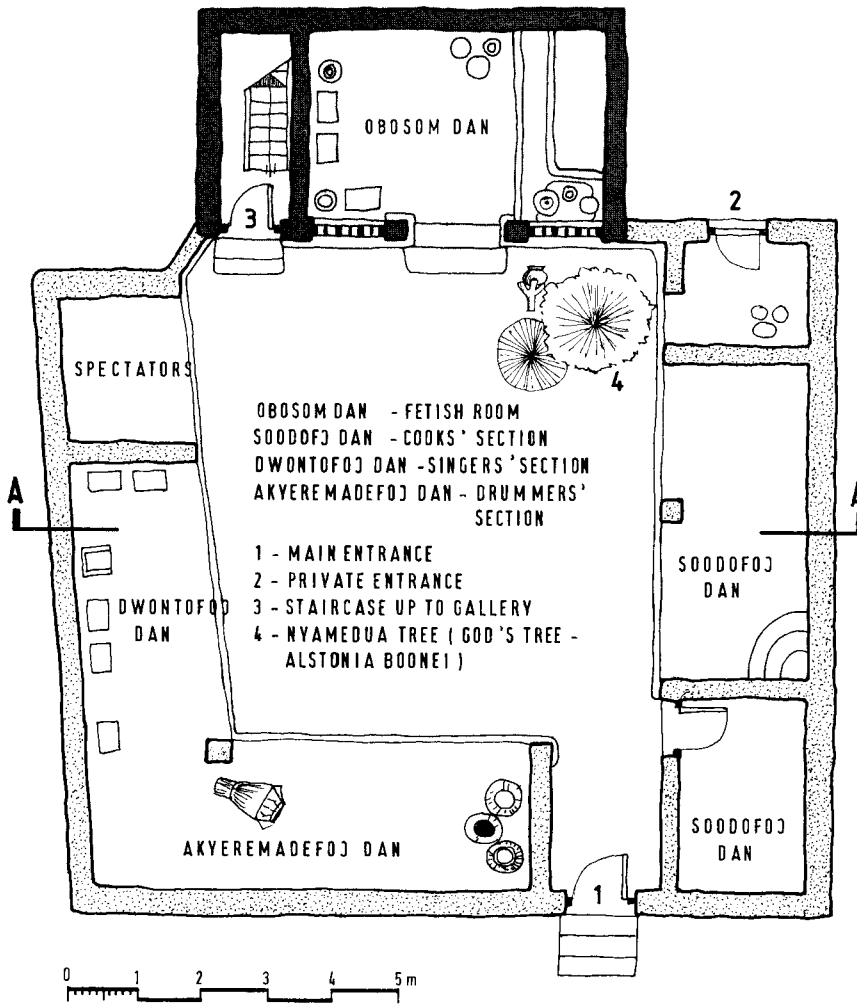 OBOSOM DAN
3
2
SPECTATORS
4
OBOSOM DAN - FETISH ROOM
SOODOFƆ DAN - COOKS' SECTION
DWONTOFOƆ DAN - SINGERS' SECTION
AKYEREMADEFOƆ DAN - DRUMMERS'
SECTION
A
A
1 - MAIN ENTRANCE
2 - PRIVATE ENTRANCE
3 - STAIRCASE UP TO GALLERY
4 - NYAMEDUA TREE ( GOD'S TREE -
ALSTONIA BOONEI )
DWONTOFOƆ
DAN
SOODOFOƆ
DAN
AKYEREMADEFOƆ DAN
SOODOFOƆ
DAN
1
0 1 2 3 4 5 m